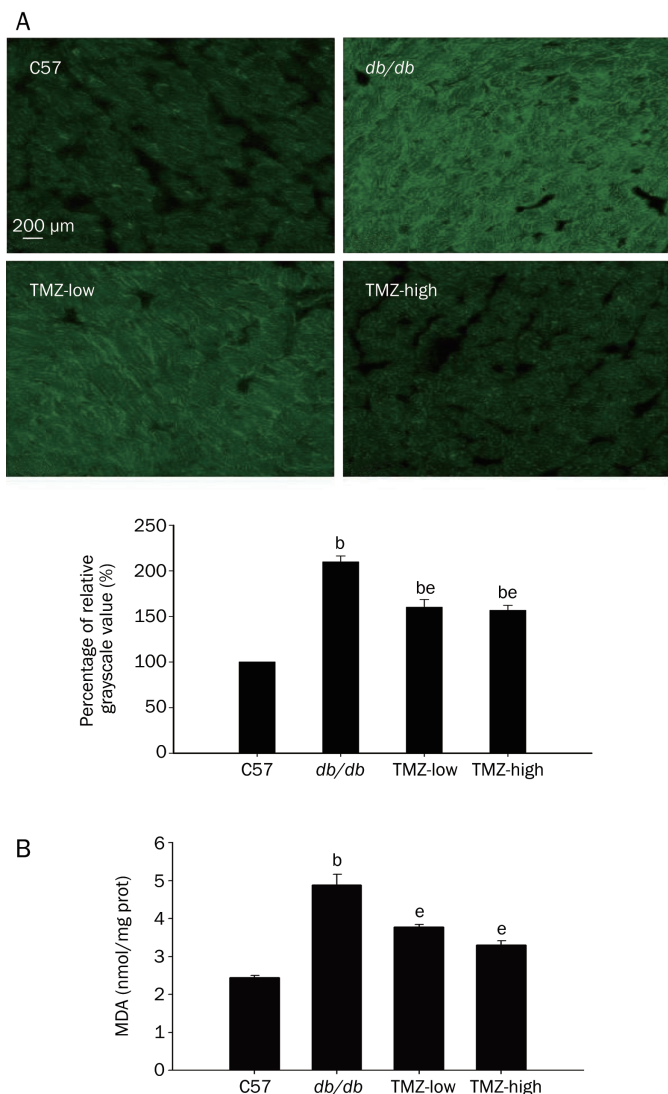 A
C57
db/db
200 µm
TMZ-low
TMZ-high
Percentage of relative
grayscale value (%)
250
200
150
100
50
0
b
be
be
C57
db/db
TMZ-low
TMZ-high
B
MDA (nmol/mg prot)
6
5
4
3
2
1
0
b
e
e
C57
db/db
TMZ-low
TMZ-high